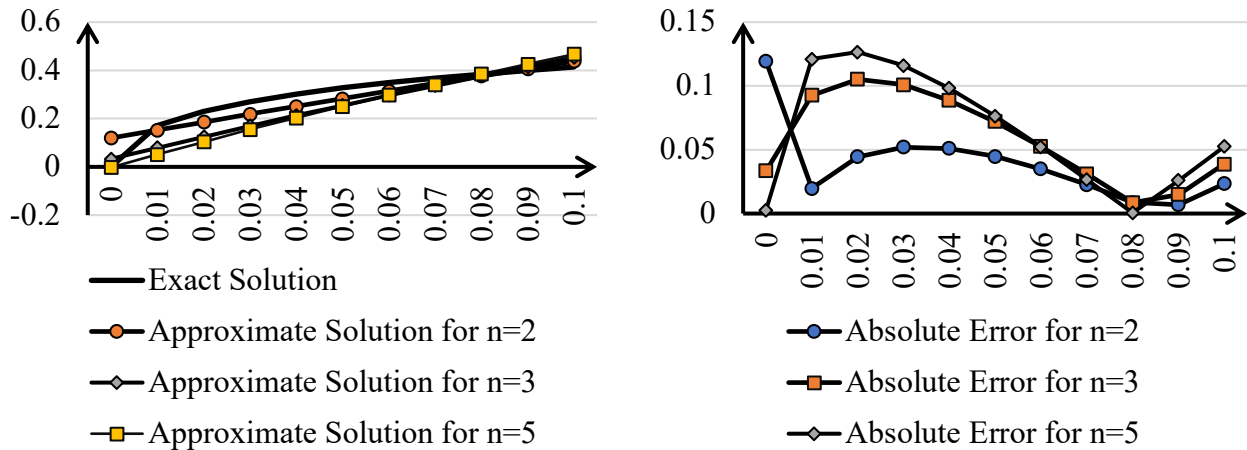 0.6
0.4
0.2
0
-0.2
0 0.01 0.02 0.03 0.04 0.05 0.06 0.07 0.08 0.09 0.1
Exact Solution
Approximate Solution for n=2
Approximate Solution for n=3
Approximate Solution for n=5
0.15
0.1
0.05
0
0 0.01 0.02 0.03 0.04 0.05 0.06 0.07 0.08 0.09 0.1
Absolute Error for n=2
Absolute Error for n=3
Absolute Error for n=5